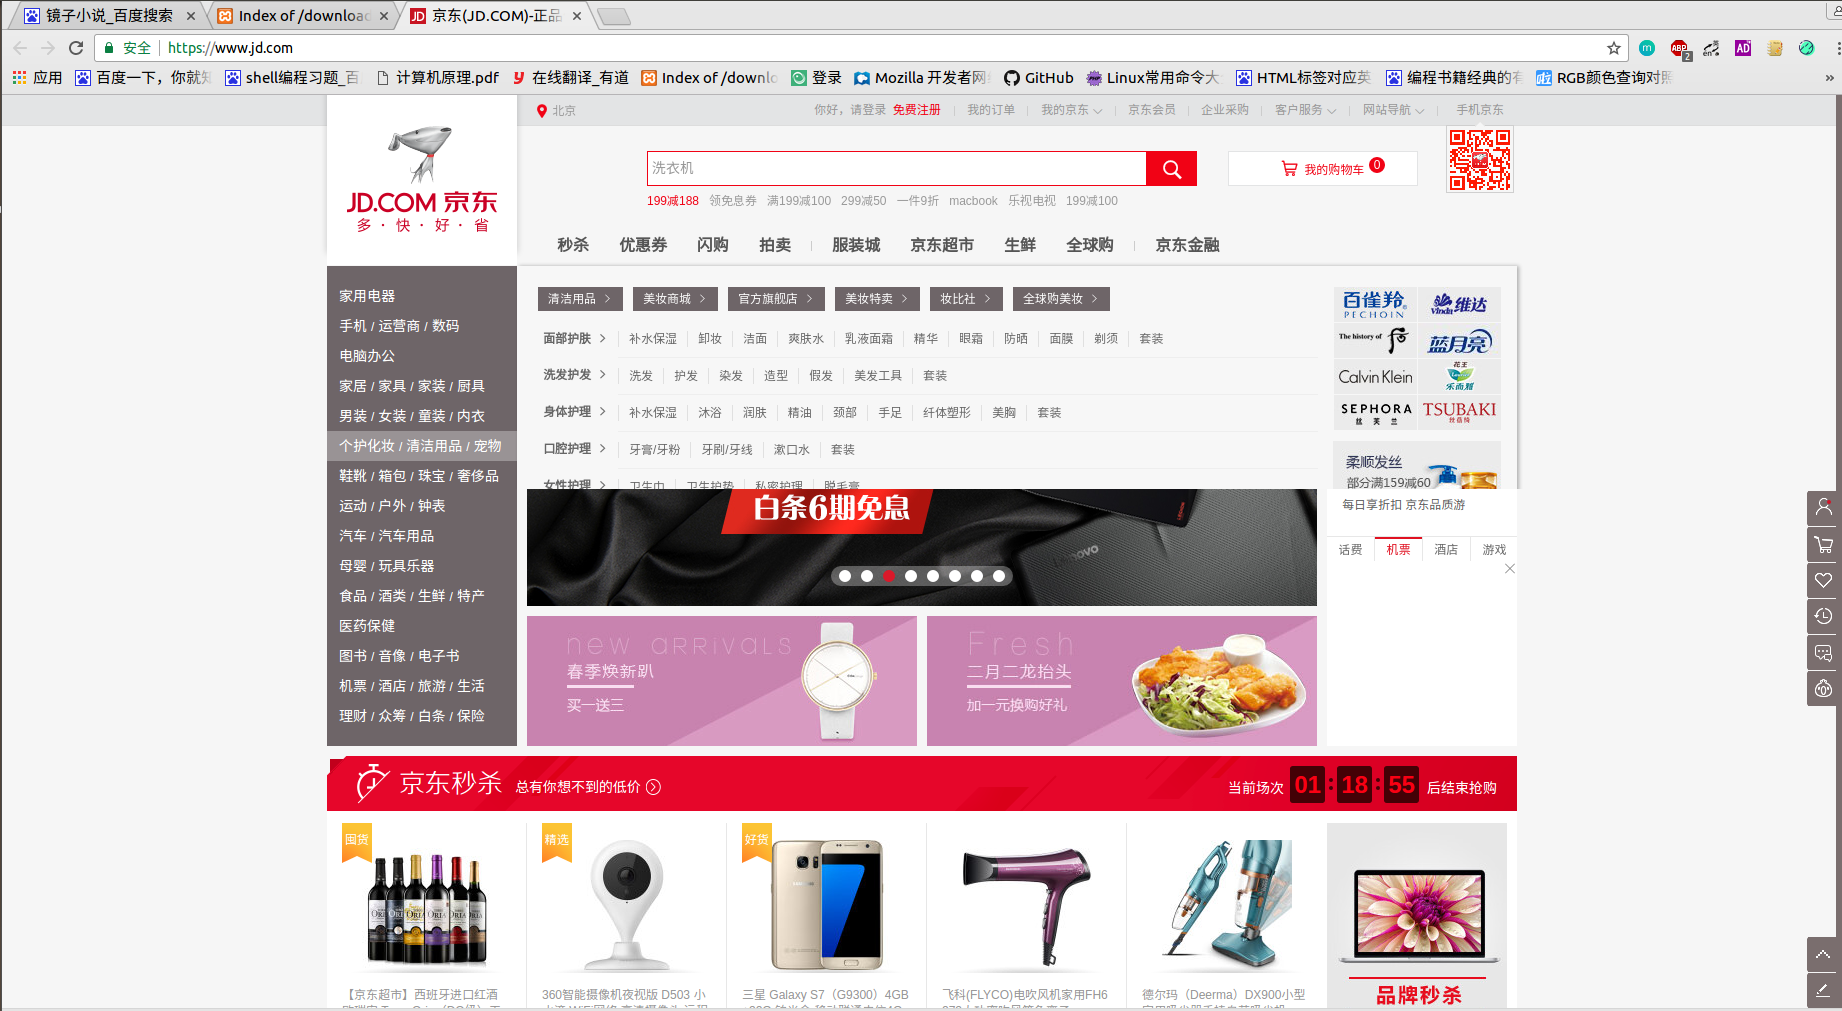 镜子小说_百度搜索
Index of /download
京东(JD.COM)-正品
安全 https://www.jd.com
应用 百度一下，你就知 shell编程习题_百 计算机原理.pdf 在线翻译_有道 Index of /downlo 登录 Mozilla 开发者网 GitHub Linux常用命令大 HTML标签对应英 编程书籍经典的有 RGB颜色查询对照
北京
你好，请登录 免费注册 我的订单 我的京东 京东会员 企业采购 客户服务 网站导航 手机京东
JD.COM 京东
多·快·好·省
洗衣机
我的购物车 0
199减188 领免息券 满199减100 299减50 一件9折 macbook 乐视电视 199减100
秒杀 优惠券 闪购 拍卖 服装城 京东超市 生鲜 全球购 京东金融
家用电器
手机 / 运营商 / 数码
电脑办公
家居 / 家具 / 家装 / 厨具
男装 / 女装 / 童装 / 内衣
个护化妆 / 清洁用品 / 宠物
鞋靴 / 箱包 / 珠宝 / 奢侈品
运动 / 户外 / 钟表
汽车 / 汽车用品
母婴 / 玩具乐器
食品 / 酒类 / 生鲜 / 特产
医药保健
图书 / 音像 / 电子书
机票 / 酒店 / 旅游 / 生活
理财 / 众筹 / 白条 / 保险
清洁用品 美妆商城 官方旗舰店 美妆特卖 妆比社 全球购美妆
面部护肤 补水保湿 卸妆 洁面 爽肤水 乳液面霜 精华 眼霜 防晒 面膜 剃须 套装
洗发护发 洗发 护发 染发 造型 假发 美发工具 套装
身体护理 补水保湿 沐浴 润肤 精油 颈部 手足 纤体塑形 美胸 套装
口腔护理 牙膏/牙粉 牙刷/牙线 漱口水 套装
女性护理 卫生巾 卫生护垫 私密护理 脱毛膏
百雀羚
PECHOIN
Vinda 维达
The history of 后
蓝月亮
Calvin Klein
花王
乐而雅
SEPHORA
丝芙兰
TSUBAKI
丝蓓绮
柔顺发丝
部分满159减60
白条6期免息
lenovo
每日享折扣 京东品质游
话费 机票 酒店 游戏
new arrivals
春季焕新趴
买一送三
Fresh
二月二龙抬头
加一元换购好礼
京东秒杀 总有你想不到的低价
当前场次 01:18:55 后结束抢购
囤货
精选
好货
【京东超市】西班牙进口红酒
360智能摄像机夜视版 D503 小
三星 Galaxy S7（G9300）4GB
飞科(FLYCO)电吹风机家用FH6
德尔玛（Deerma）DX900小型
品牌秒杀